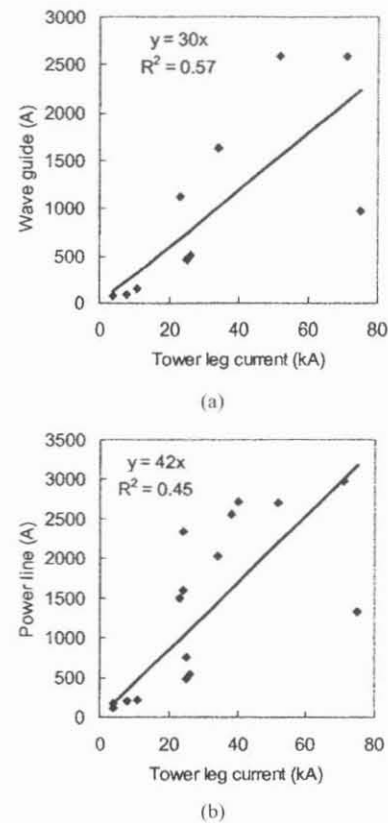 3000
2500
2000
1500
1000
500
0
Wave guide (A)
y = 30x
R² = 0.57
0 20 40 60 80
Tower leg current (kA)
(a)
3500
3000
2500
2000
1500
1000
500
0
Power line (A)
y = 42x
R² = 0.45
0 20 40 60 80
Tower leg current (kA)
(b)